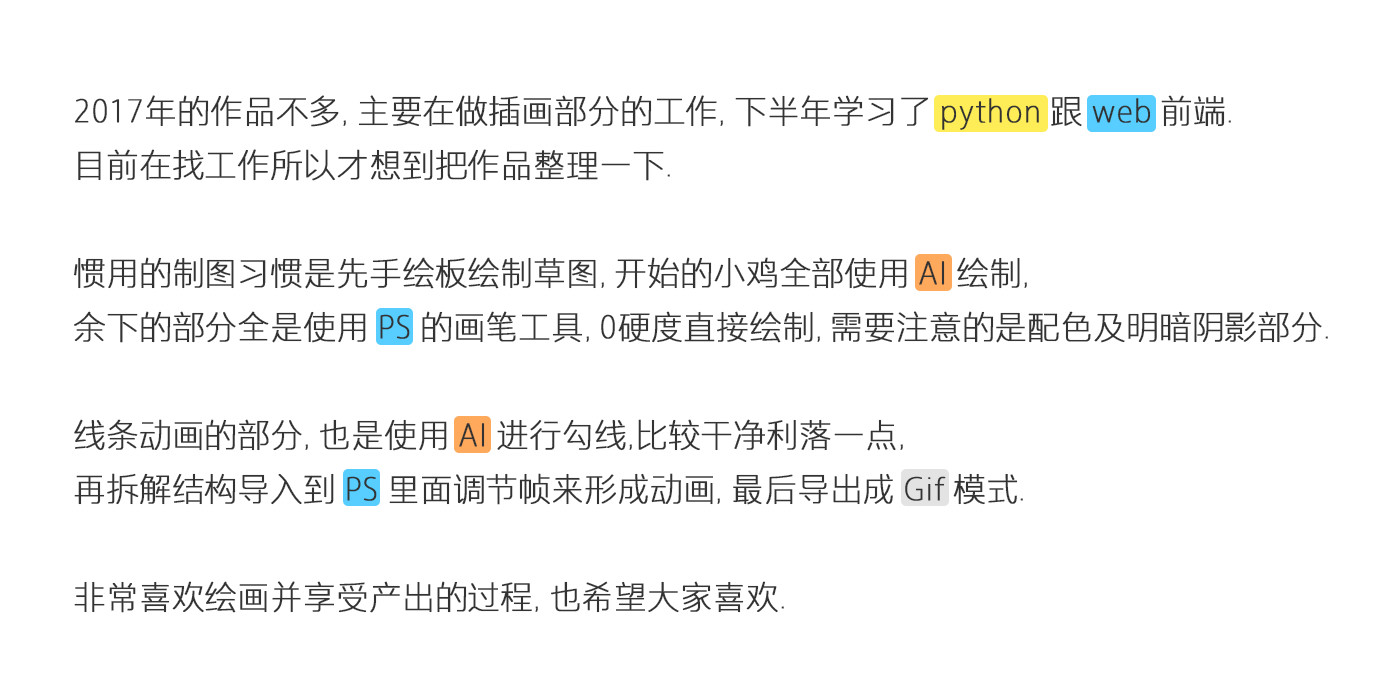 2017年的作品不多, 主要在做插画部分的工作, 下半年学习了 python 跟 web 前端.
目前在找工作所以才想到把作品整理一下.
惯用的制图习惯是先手绘板绘制草图, 开始的小鸡全部使用 AI 绘制,
余下的部分全是使用 PS 的画笔工具, 0硬度直接绘制, 需要注意的是配色及明暗阴影部分.
线条动画的部分, 也是使用 AI 进行勾线,比较干净利落一点,
再拆解结构导入到 PS 里面调节帧来形成动画, 最后导出成 Gif 模式.
非常喜欢绘画并享受产出的过程, 也希望大家喜欢.